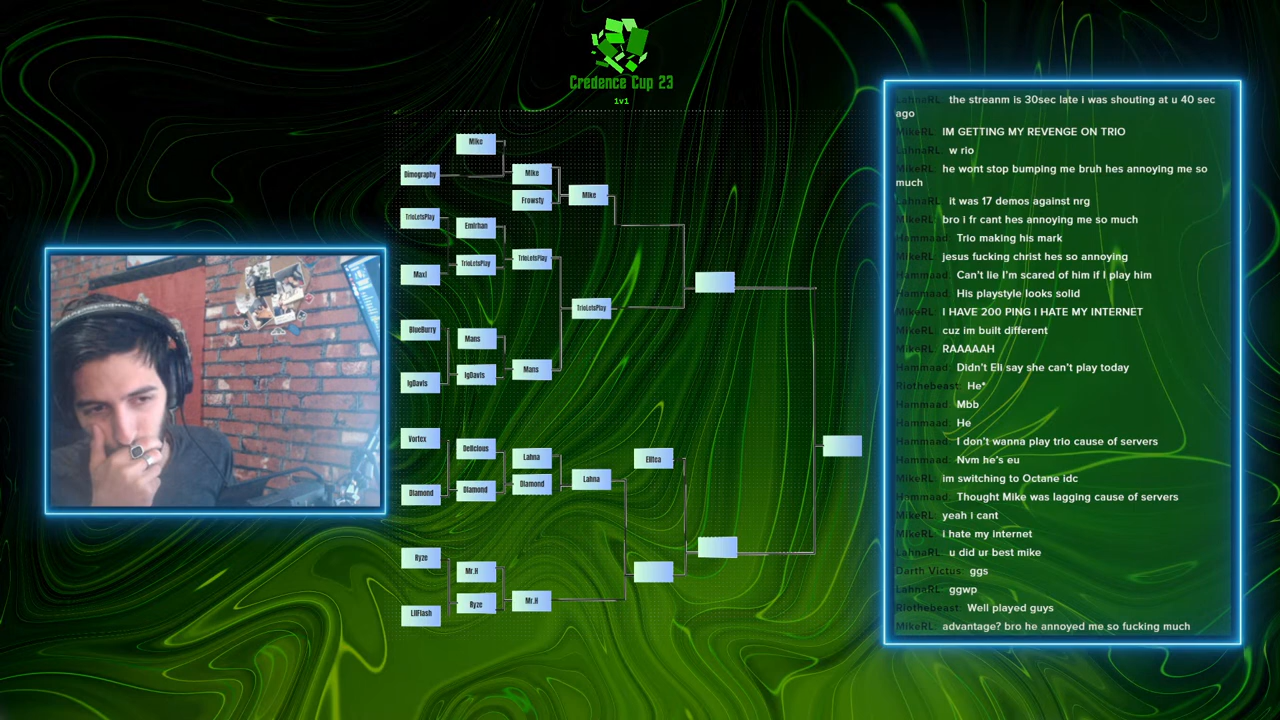 Credence Cup 23
1v1
Mike
Dimography
Mike
Frowsty
Mike
TrioLetsPlay
Emirhan
Maxi
TrioLetsPlay
TrioLetsPlay
TrioLetsPlay
BlueBurry
Mans
IgDavis
IgDavis
Mans
Vortex
Delicious
Diamond
Diamond
Lahna
Diamond
Lahna
Elitea
Ryze
Mr.H
LilFlash
Ryze
Mr.H
LahnaRL: the streanm is 30sec late i was shouting at u 40 sec
ago
MikeRL: IM GETTING MY REVENGE ON TRIO
LahnaRL: w rio
MikeRL: he wont stop bumping me bruh hes annoying me so
much
LahnaRL: it was 17 demos against nrg
MikeRL: bro i fr cant hes annoying me so much
Hammaad: Trio making his mark
MikeRL: jesus fucking christ hes so annoying
Hammaad: Can't lie I'm scared of him if I play him
Hammaad: His playstyle looks solid
MikeRL: I HAVE 200 PING I HATE MY INTERNET
MikeRL: cuz im built different
MikeRL: RAAAAAH
Hammaad: Didn't Eli say she can't play today
Riothebeast: He*
Hammaad: Mbb
Hammaad: He
Hammaad: I don't wanna play trio cause of servers
Hammaad: Nvm he's eu
MikeRL: im switching to Octane idc
Hammaad: Thought Mike was lagging cause of servers
MikeRL: yeah i cant
MikeRL: i hate my internet
LahnaRL: u did ur best mike
Darth Victus: ggs
LahnaRL: ggwp
Riothebeast: Well played guys
MikeRL: advantage? bro he annoyed me so fucking much